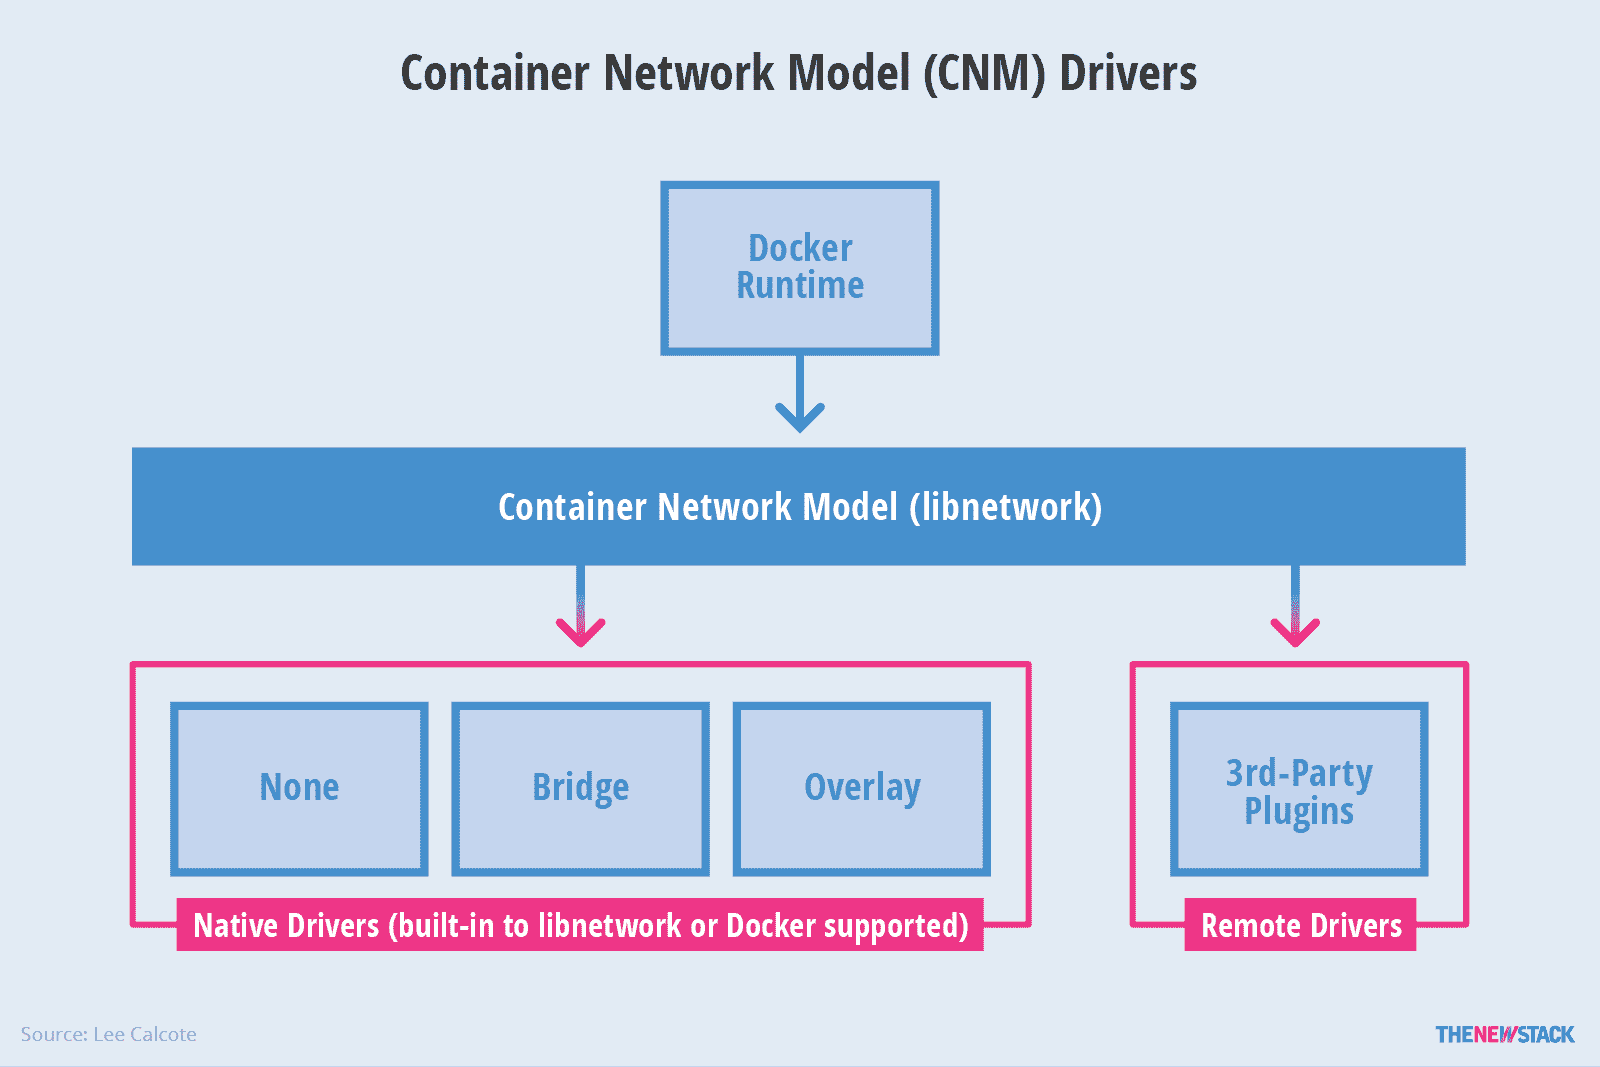 Container Network Model (CNM) Drivers
Docker
Runtime
Container Network Model (libnetwork)
None
Bridge
Overlay
3rd-Party
Plugins
Native Drivers (built-in to libnetwork or Docker supported)
Remote Drivers
Source: Lee Calcote
THENEWSTACK